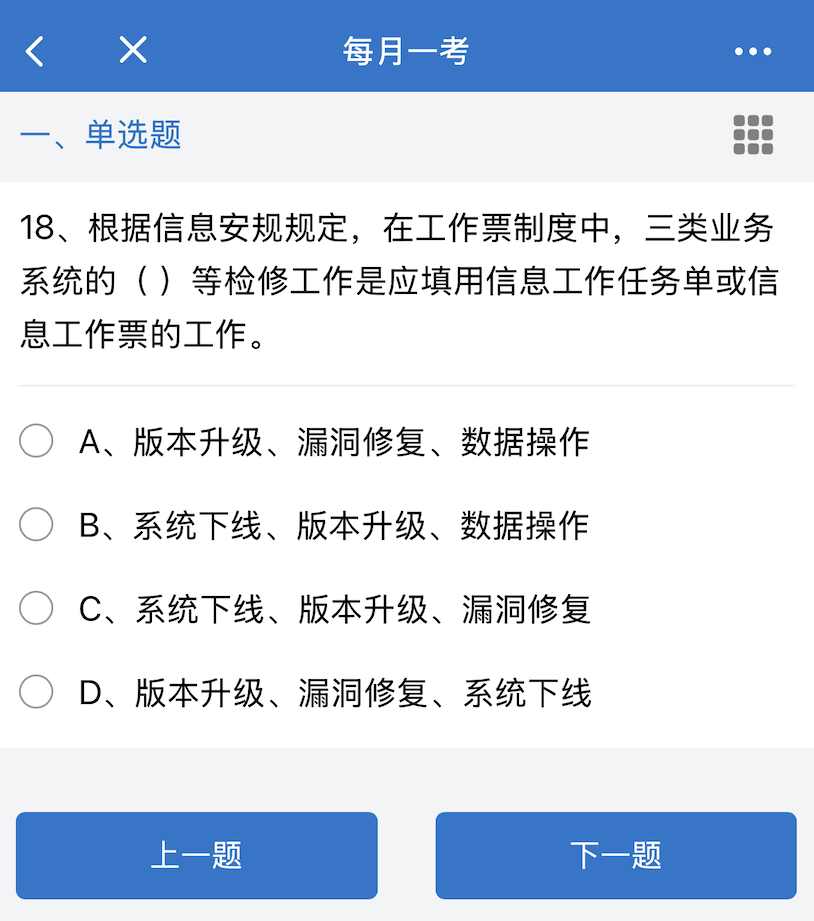 每月一考
一、单选题
18、根据信息安规规定，在工作票制度中，三类业务
系统的（ ）等检修工作是应填用信息工作任务单或信
息工作票的工作。
A、版本升级、漏洞修复、数据操作
B、系统下线、版本升级、数据操作
C、系统下线、版本升级、漏洞修复
D、版本升级、漏洞修复、系统下线
上一题
下一题